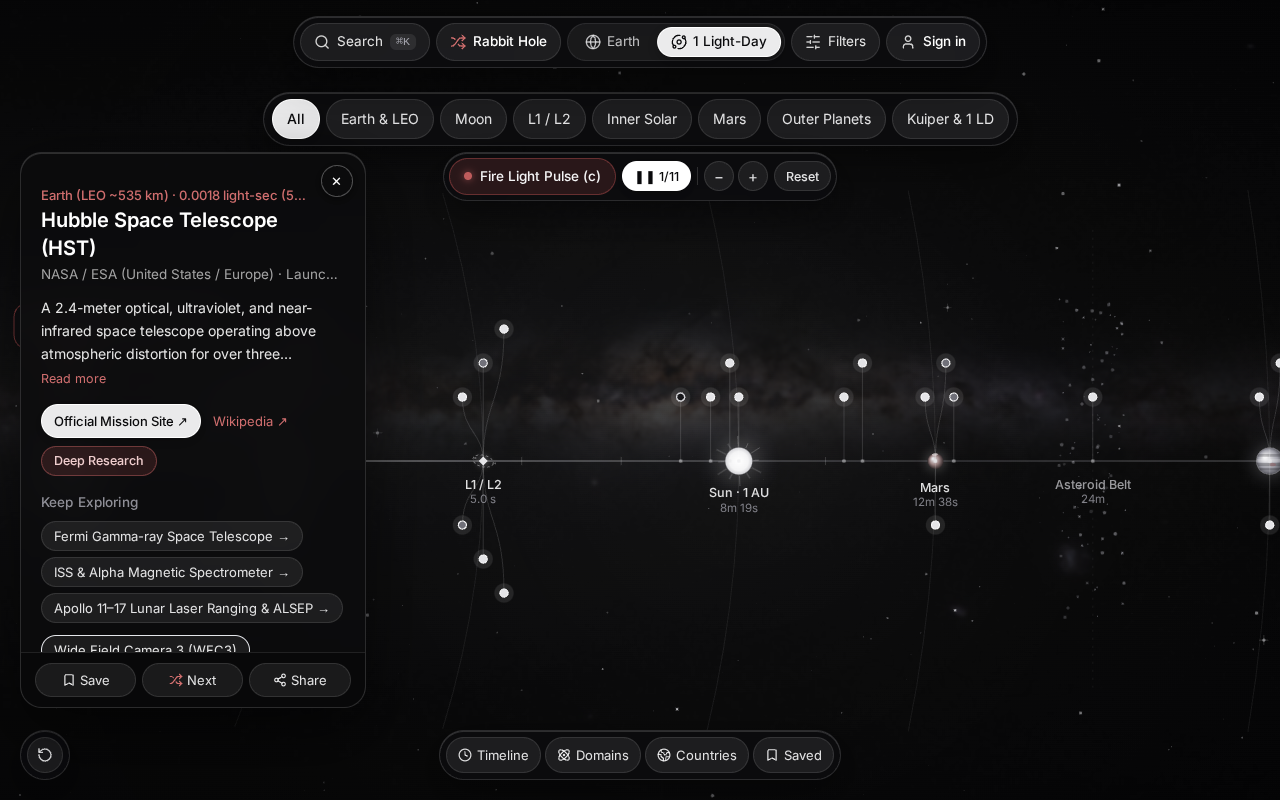 Search ⌘K
Rabbit Hole
Earth
1 Light-Day
Filters
Sign in
All
Earth & LEO
Moon
L1 / L2
Inner Solar
Mars
Outer Planets
Kuiper & 1 LD
Fire Light Pulse (c)
❚❚ 1/11
−
+
Reset
×
Earth (LEO ~535 km) · 0.0018 light-sec (5...
Hubble Space Telescope
(HST)
NASA / ESA (United States / Europe) · Launc...
A 2.4-meter optical, ultraviolet, and near-
infrared space telescope operating above
atmospheric distortion for over three...
Read more
Official Mission Site ↗
Wikipedia ↗
Deep Research
Keep Exploring
Fermi Gamma-ray Space Telescope →
ISS & Alpha Magnetic Spectrometer →
Apollo 11–17 Lunar Laser Ranging & ALSEP →
Wide Field Camera 3 (WFC3)
Save
Next
Share
L1 / L2
5.0 s
Sun · 1 AU
8m 19s
Mars
12m 38s
Asteroid Belt
24m
Timeline
Domains
Countries
Saved